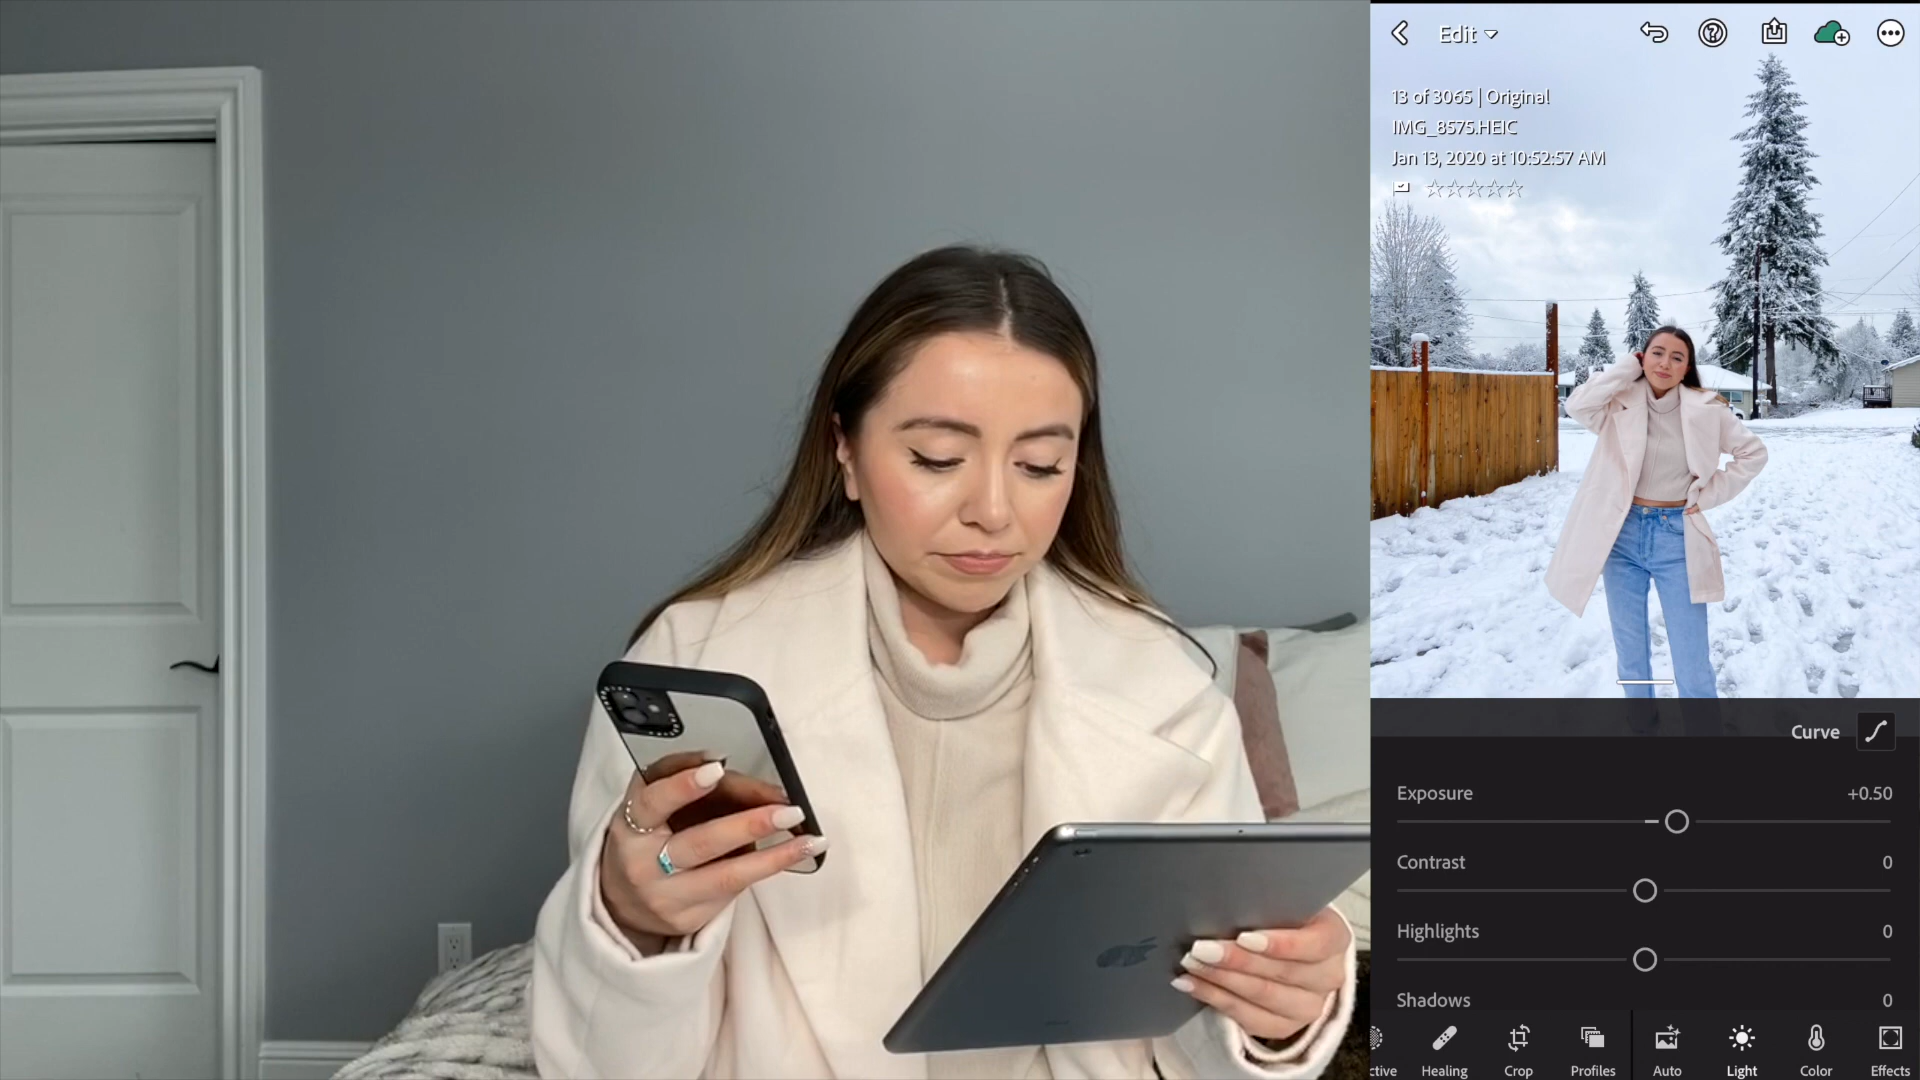 Edit
13 of 3065 | Original
IMG_8575.HEIC
Jan 13, 2020 at 10:52:57 AM
Curve
Exposure +0.50
Contrast 0
Highlights 0
Shadows 0
ctive Healing Crop Profiles Auto Light Color Effects